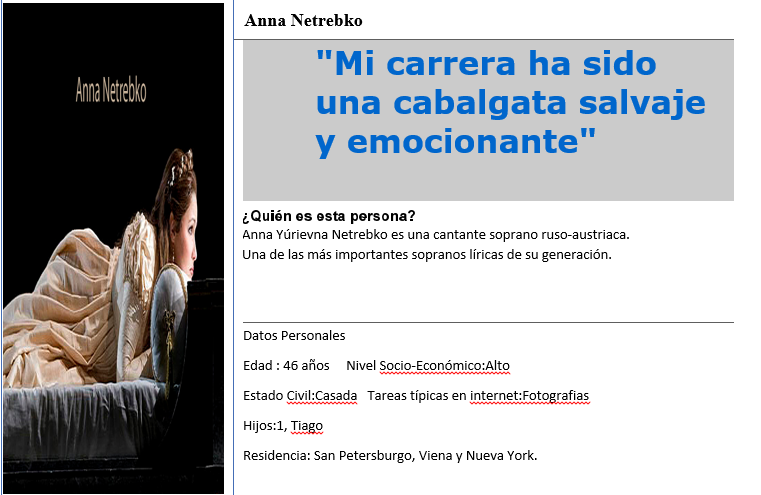 Anna Netrebko
Anna Netrebko
"Mi carrera ha sido
una cabalgata salvaje
y emocionante"
¿Quién es esta persona?
Anna Yúrievna Netrebko es una cantante soprano ruso-austriaca.
Una de las más importantes sopranos líricas de su generación.
Datos Personales
Edad : 46 años Nivel Socio-Económico:Alto
Estado Civil:Casada Tareas típicas en internet:Fotografias
Hijos:1, Tiago
Residencia: San Petersburgo, Viena y Nueva York.